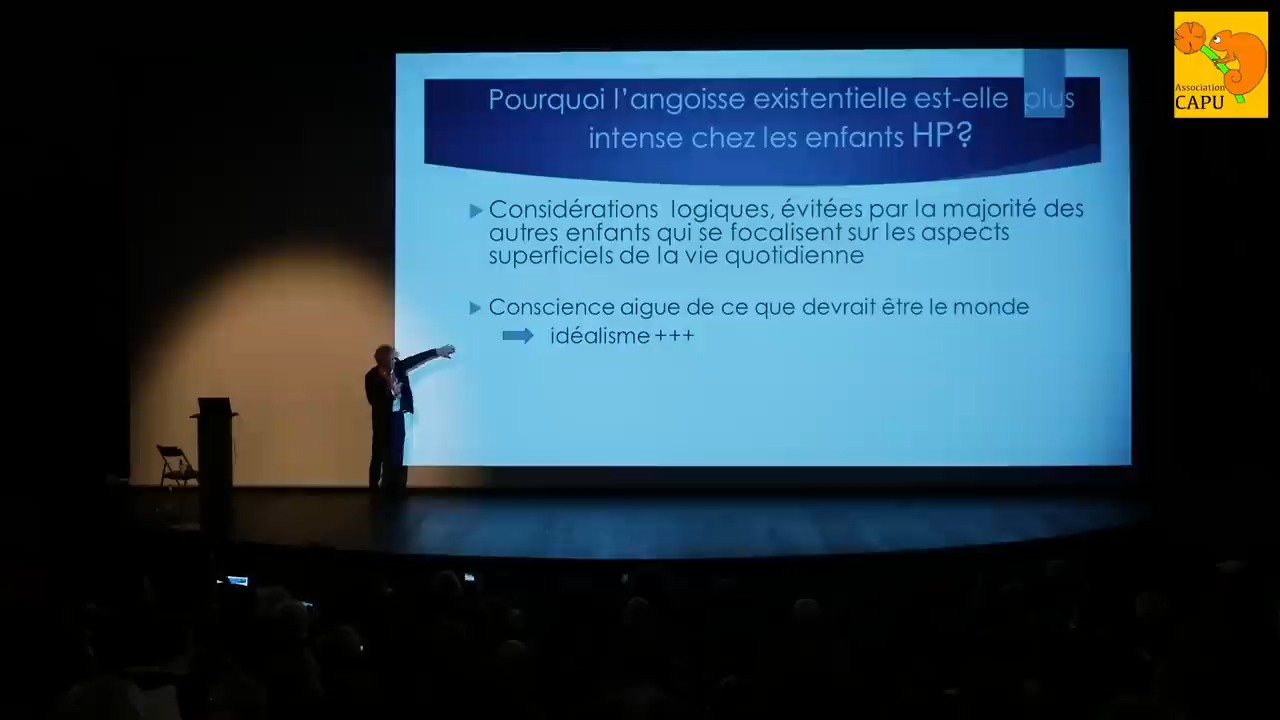 Pourquoi l'angoisse existentielle est-elle plus
intense chez les enfants HP?
Considérations logiques, évitées par la majorité des
autres enfants qui se focalisent sur les aspects
superficiels de la vie quotidienne
Conscience aigue de ce que devrait être le monde
idéalisme +++
Association
CAPU